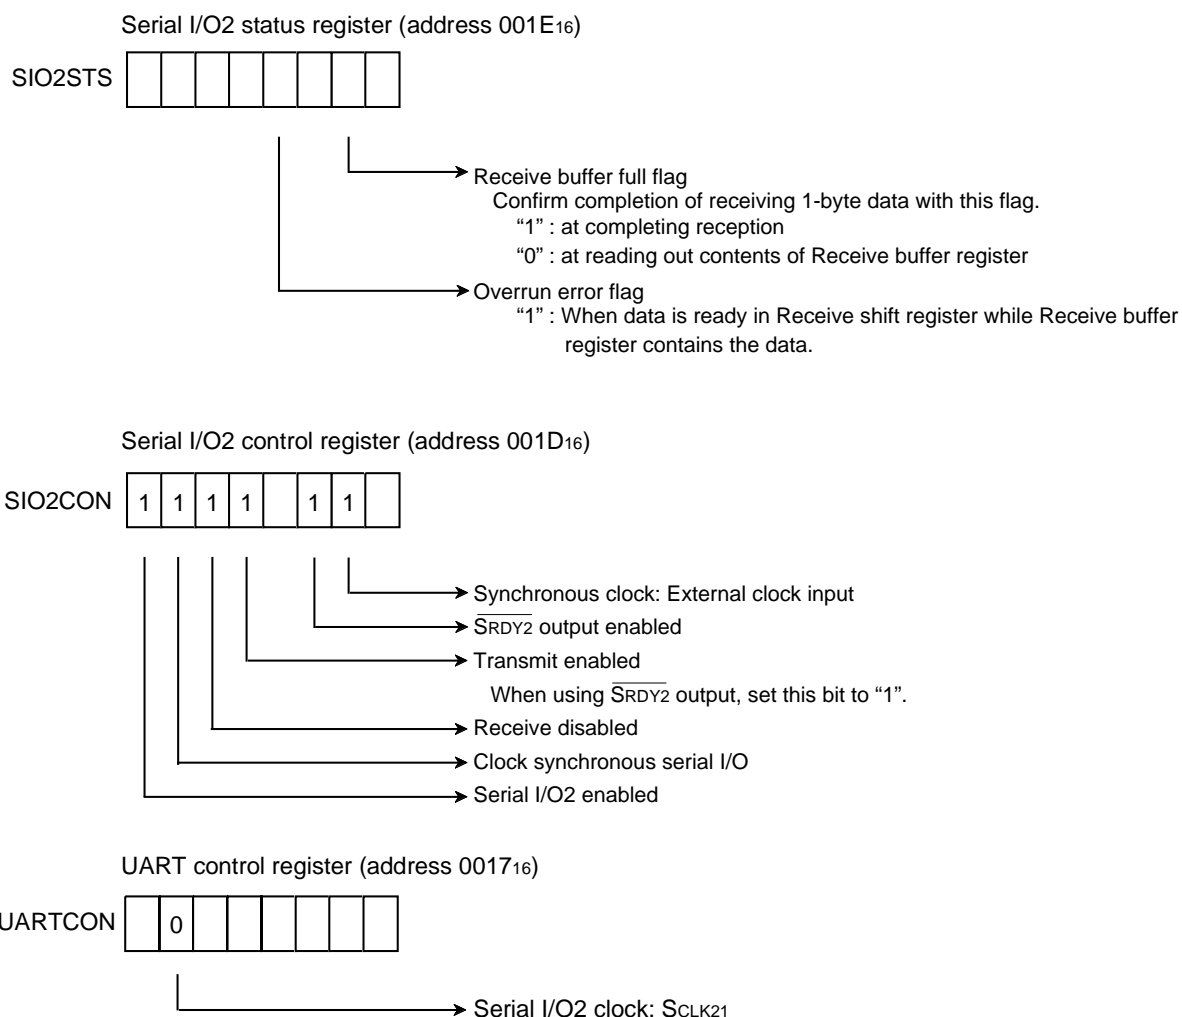 Serial I/O2 status register (address 001E16)
SIO2STS
Receive buffer full flag
Confirm completion of receiving 1-byte data with this flag.
“1” : at completing reception
“0” : at reading out contents of Receive buffer register
Overrun error flag
“1” : When data is ready in Receive shift register while Receive buffer
register contains the data.
Serial I/O2 control register (address 001D16)
SIO2CON 1 1 1 1 1 1
Synchronous clock: External clock input
SRDY2 output enabled
Transmit enabled
When using SRDY2 output, set this bit to “1”.
Receive disabled
Clock synchronous serial I/O
Serial I/O2 enabled
UART control register (address 001716)
UARTCON 0
Serial I/O2 clock: SCLK21